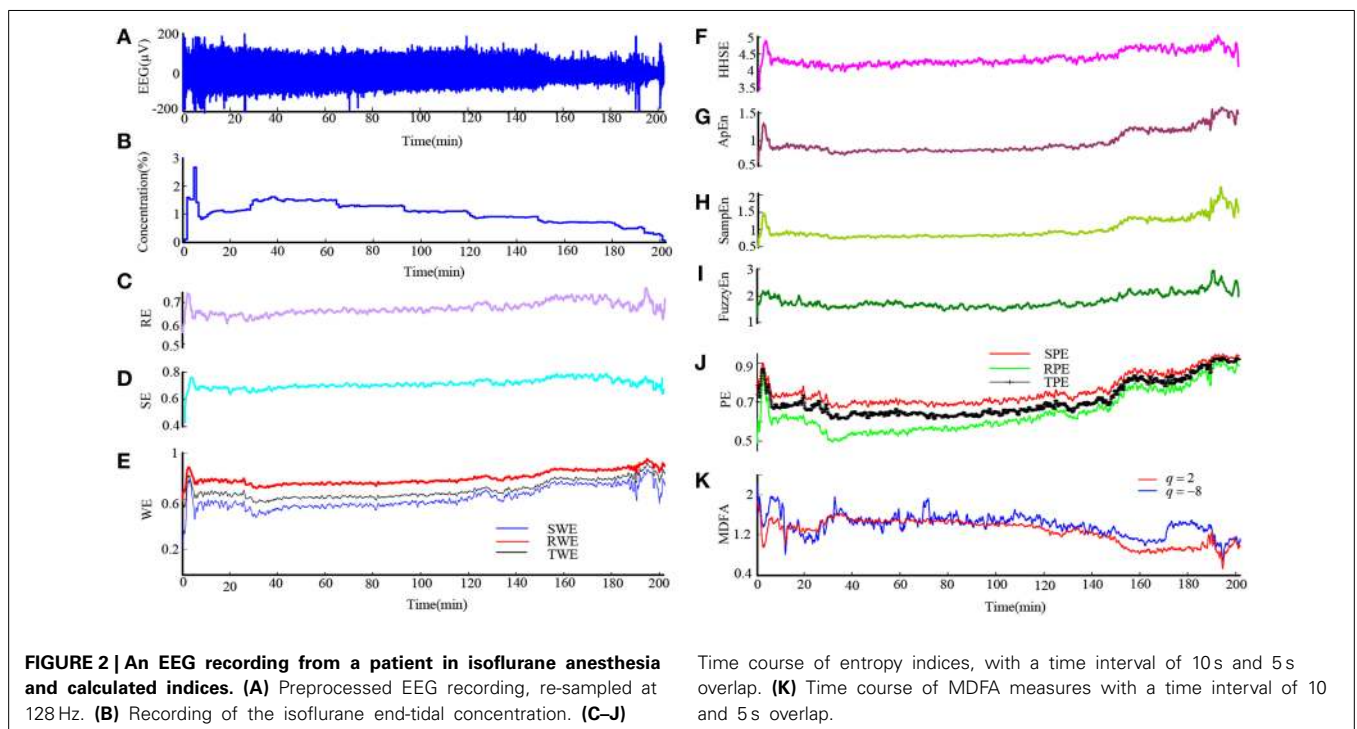 A
200
0
-200
EEG(μV)
0 20 40 60 80 100 120 140 160 180 200
Time(min)
B
3
2
1
0
Concentration(%)
0 20 40 60 80 100 120 140 160 180 200
Time(min)
C
0.7
0.6
0.5
RE
D
0.8
0.6
0.4
SE
E
1
0.6
0.2
WE
SWE
RWE
TWE
0 20 40 60 80 100 120 140 160 180 200
Time(min)
F
5
4.5
4
3.5
HHSE
G
1.5
1
0.5
ApEn
H
2
1.5
1
0.5
SampEn
I
3
2
1
FuzzyEn
J
0.9
0.7
0.5
PE
SPE
RPE
TPE
K
2
1.2
0.4
MDFA
q = 2
q = −8
0 20 40 60 80 100 120 140 160 180 200
Time(min)
FIGURE 2 | An EEG recording from a patient in isoflurane anesthesia
and calculated indices. (A) Preprocessed EEG recording, re-sampled at
128 Hz. (B) Recording of the isoflurane end-tidal concentration. (C–J)
Time course of entropy indices, with a time interval of 10 s and 5 s
overlap. (K) Time course of MDFA measures with a time interval of 10
and 5 s overlap.